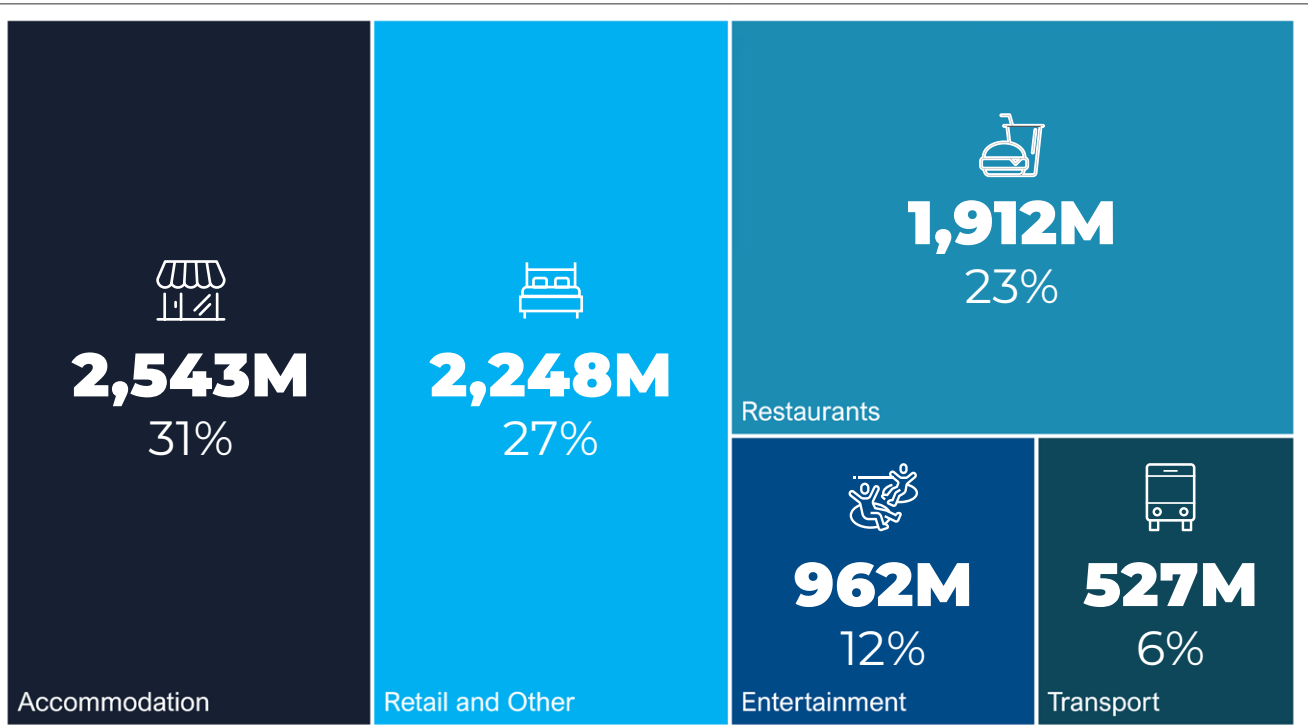 2,543M
31%
Accommodation
2,248M
27%
Retail and Other
1,912M
23%
Restaurants
962M
12%
Entertainment
527M
6%
Transport